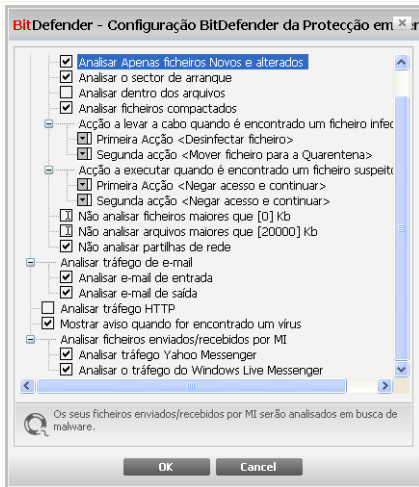 BitDefender - Configuração BitDefender da Protecção em
Analisar Apenas ficheiros Novos e alterados
Analisar o sector de arranque
Analisar dentro dos arquivos
Analisar ficheiros compactados
Acção a levar a cabo quando é encontrado um ficheiro infec
Primeira Acção <Desinfectar ficheiro>
Segunda acção <Mover ficheiro para a Quarentena>
Acção a executar quando é encontrado um ficheiro suspeito
Primeira Acção <Negar acesso e continuar>
Segunda acção <Negar acesso e continuar>
Não analisar ficheiros maiores que [0] Kb
Não analisar arquivos maiores que [20000] Kb
Não analisar partilhas de rede
Analisar tráfego de e-mail
Analisar e-mail de entrada
Analisar e-mail de saída
Analisar tráfego HTTP
Mostrar aviso quando for encontrado um vírus
Analisar ficheiros enviados/recebidos por MI
Analisar tráfego Yahoo Messenger
Analisar o tráfego do Windows Live Messenger
Os seus ficheiros enviados/recebidos por MI serão analisados em busca de
malware.
OK Cancel